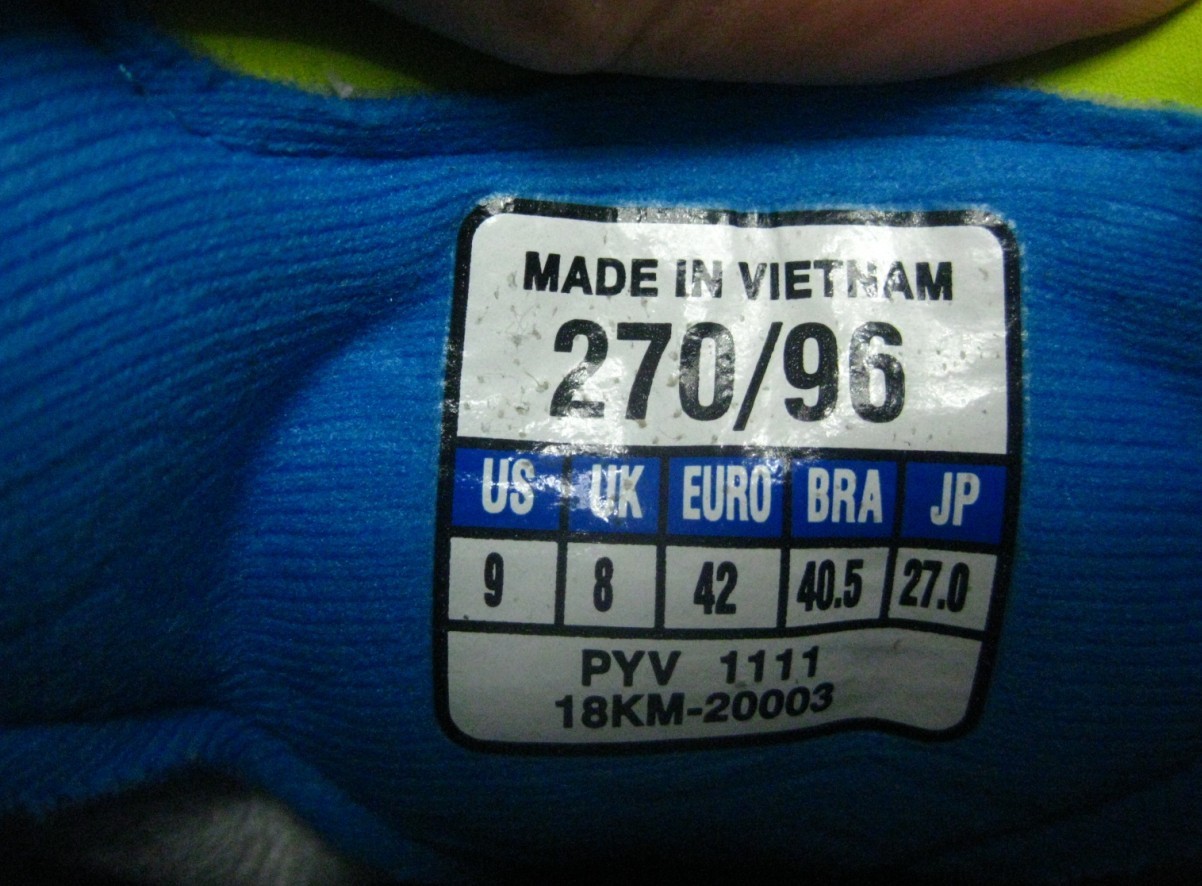 MADE IN VIETNAM
270/96
US UK EURO BRA JP
9 8 42 40.5 27.0
PYV 1111
18KM-20003